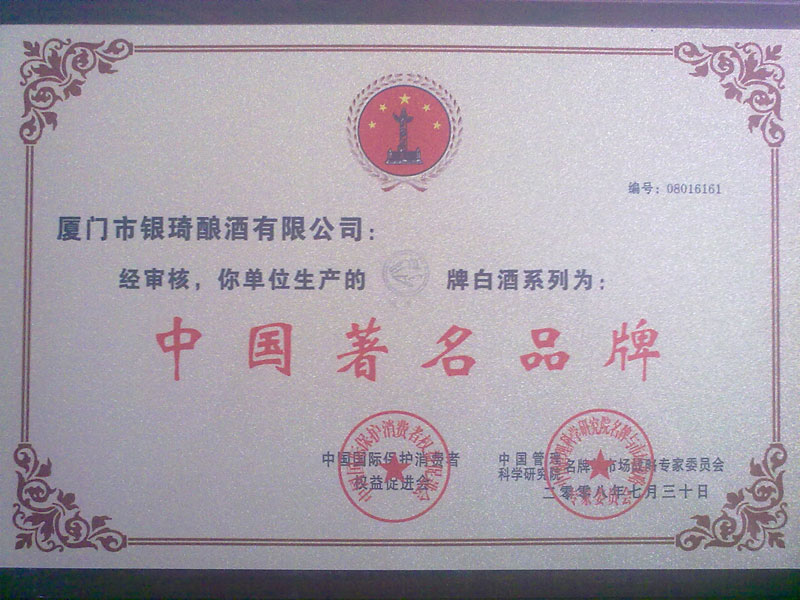 编号：08016161
厦门市银琦酿酒有限公司：
经审核，你单位生产的 牌白酒系列为：
中国著名品牌
中国国际保护消费者
权益促进会
中国管理
科学研究院
名牌与市场战略专家委员会
二零零八年七月三十日